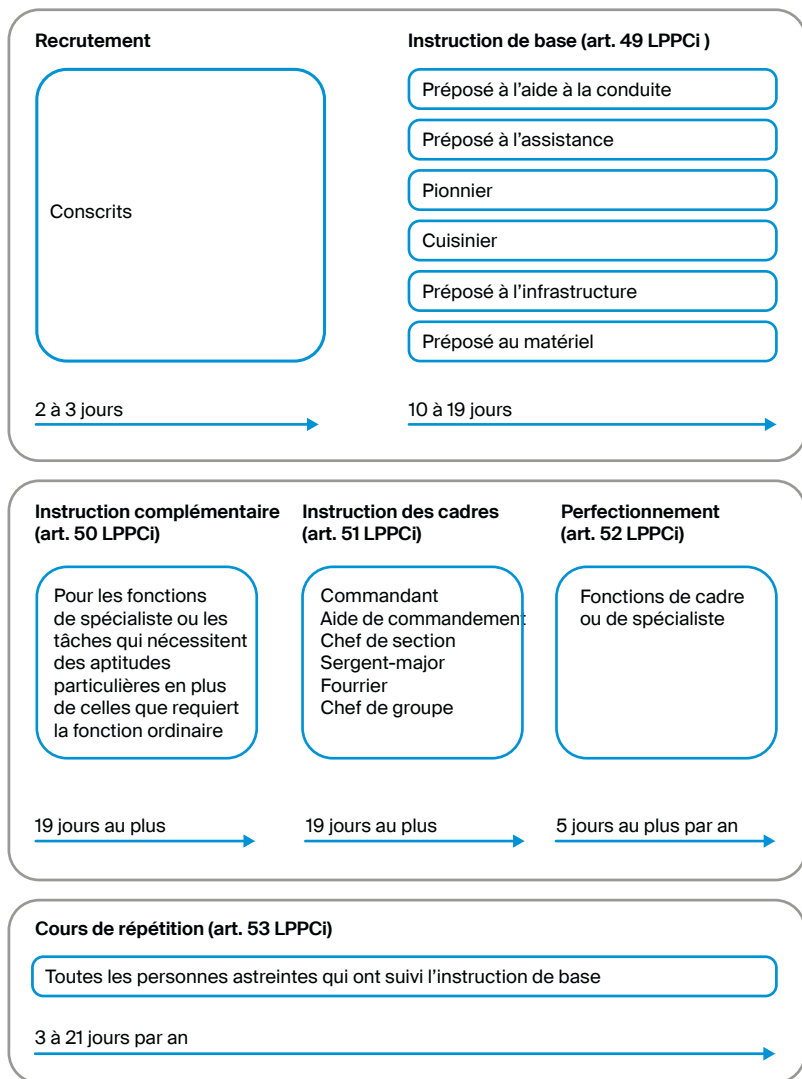 Recrutement
Conscrits
2 à 3 jours
Instruction de base (art. 49 LPPCi )
Préposé à l'aide à la conduite
Préposé à l'assistance
Pionnier
Cuisinier
Préposé à l'infrastructure
Préposé au matériel
10 à 19 jours
Instruction complémentaire
(art. 50 LPPCi)
Pour les fonctions
de spécialiste ou les
tâches qui nécessitent
des aptitudes
particulières en plus
de celles que requiert
la fonction ordinaire
19 jours au plus
Instruction des cadres
(art. 51 LPPCi)
Commandant
Aide de commandement
Chef de section
Sergent-major
Fourrier
Chef de groupe
19 jours au plus
Perfectionnement
(art. 52 LPPCi)
Fonctions de cadre
ou de spécialiste
5 jours au plus par an
Cours de répétition (art. 53 LPPCi)
Toutes les personnes astreintes qui ont suivi l'instruction de base
3 à 21 jours par an